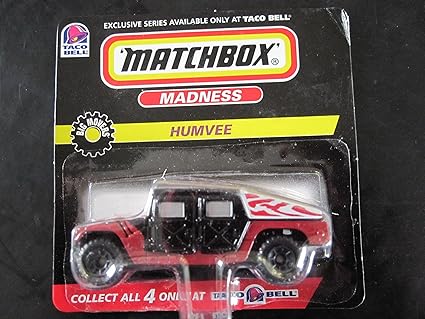 EXCLUSIVE SERIES AVAILABLE ONLY AT TACO BELL®
TACO
BELL®
MATCHBOX®
MADNESS
BIG MOVERS
HUMVEE
COLLECT ALL 4 ONLY AT TACO BELL